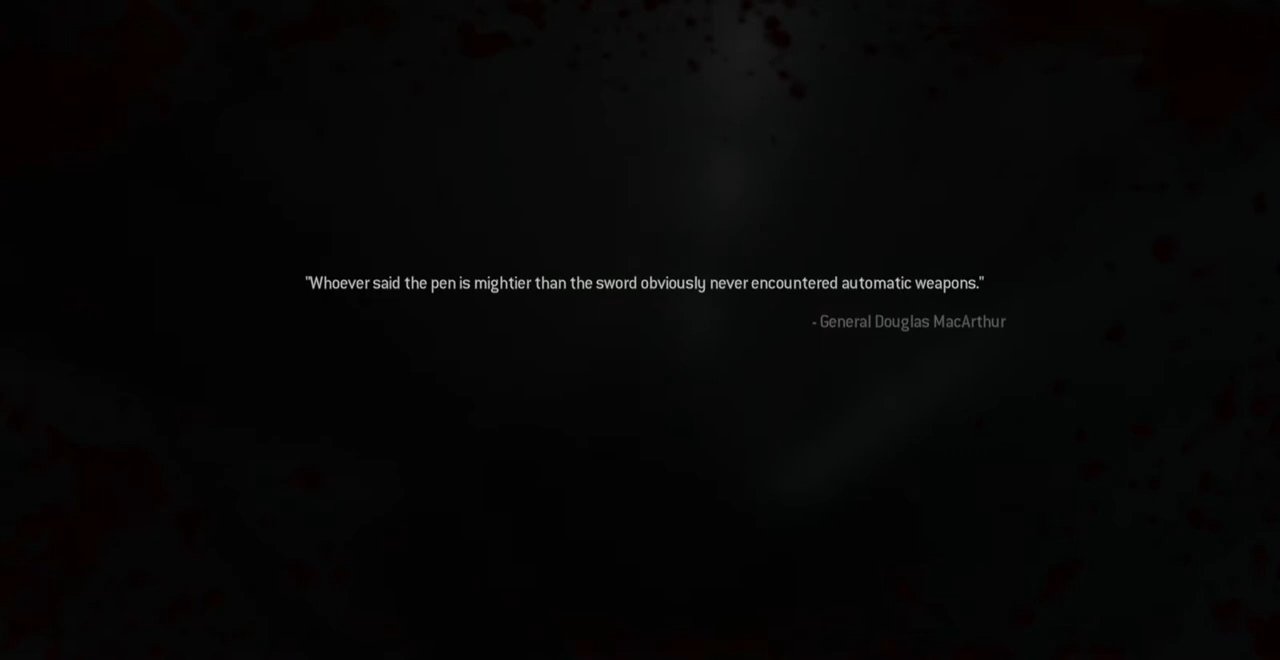 "Whoever said the pen is mightier than the sword obviously never encountered automatic weapons."
- General Douglas MacArthur